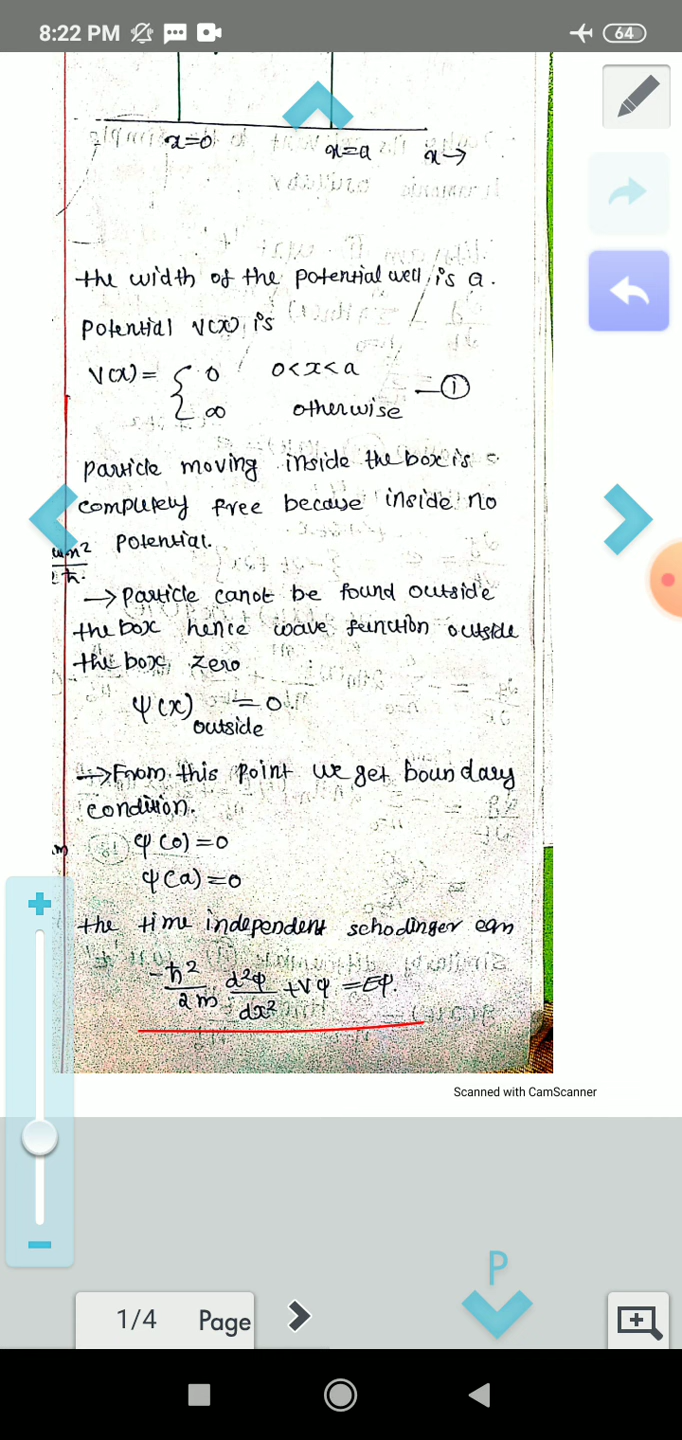 8:22 PM
64
x=0
x=a
x→
the width of the potential well is a.
Potential V(x) is
V(x)= { 0 0<x<a
∞ otherwise —①
particle moving inside the box is
completely free because inside no
Potential.
→ Particle canot be found outside
the box hence wave function outside
the box zero
ψ(x) outside =0
→ From this point we get boundary
condition.
ψ(0)=0
ψ(a)=0
the time independent schodinger eqn
-ħ²/2m d²ψ/dx² +Vψ =Eψ.
Scanned with CamScanner
P
1/4 Page